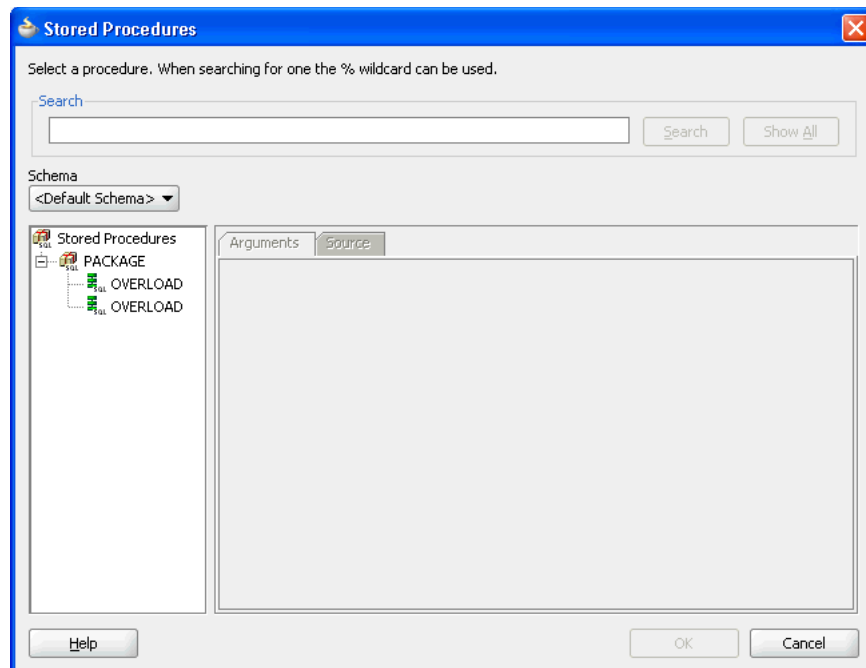 Stored Procedures
Select a procedure. When searching for one the % wildcard can be used.
Search
Search
Show All
Schema
<Default Schema>
Stored Procedures
PACKAGE
OVERLOAD
OVERLOAD
Arguments
Source
Help
OK
Cancel